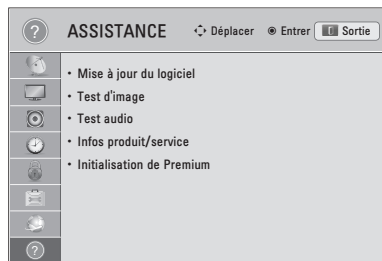 ASSISTANCE Déplacer Entrer Sortie
• Mise à jour du logiciel
• Test d'image
• Test audio
• Infos produit/service
• Initialisation de Premium